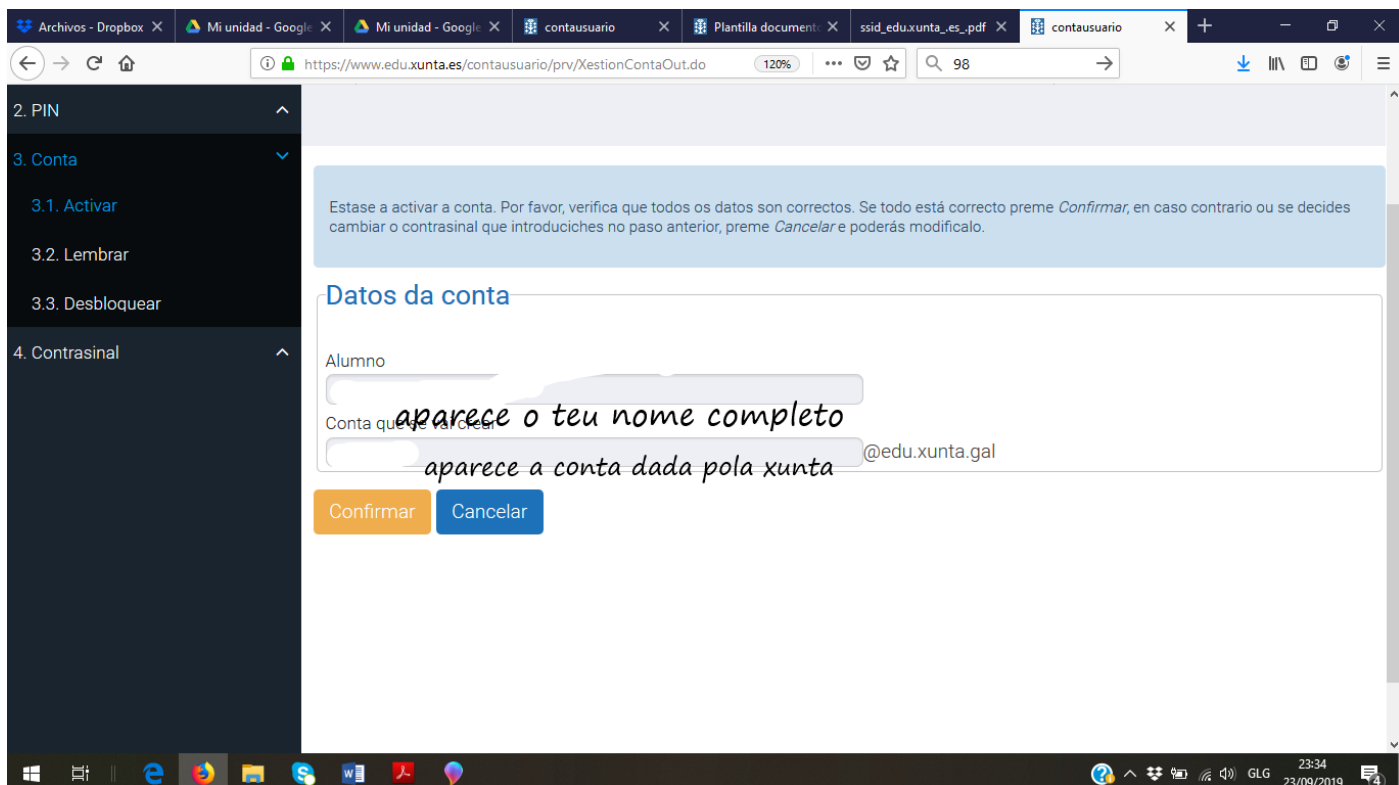 Archivos - Dropbox
Mi unidad - Google
Mi unidad - Google
contausuario
Plantilla documento
ssid_edu.xunta_.es_.pdf
contausuario
https://www.edu.xunta.es/contausuario/prv/XestionContaOut.do
120%
98
2. PIN
3. Conta
3.1. Activar
3.2. Lembrar
3.3. Desbloquear
4. Contrasinal
Estase a activar a conta. Por favor, verifica que todos os datos son correctos. Se todo está correcto preme Confirmar, en caso contrario ou se decides
cambiar o contrasinal que introduciches no paso anterior, preme Cancelar e poderás modificalo.
Datos da conta
Alumno
aparece o teu nome completo
Conta que se vai crear
@edu.xunta.gal
aparece a conta dada pola xunta
Confirmar
Cancelar
GLG
23:34
23/09/2019
4